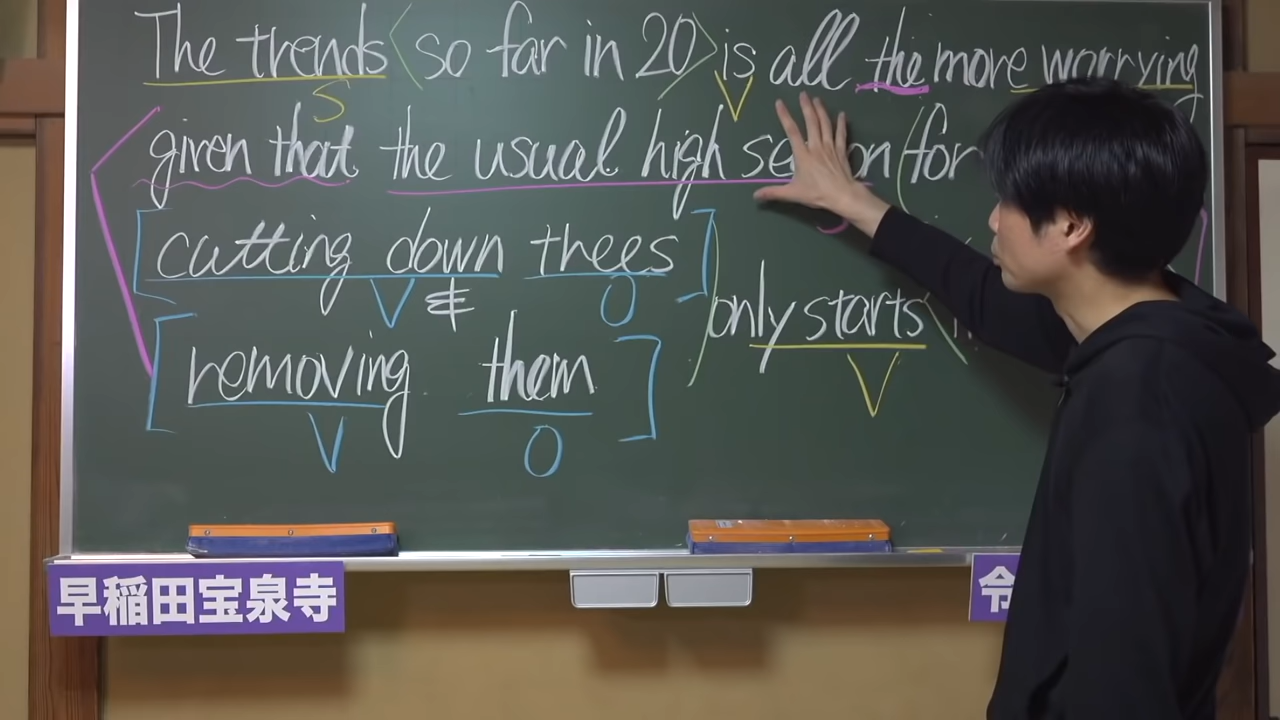 The trends so far in 20 is all the more worrying
given that the usual high season (for
cutting down trees
&
only starts
removing them
S
V
V
O
V
V
O
早稲田宝泉寺
令